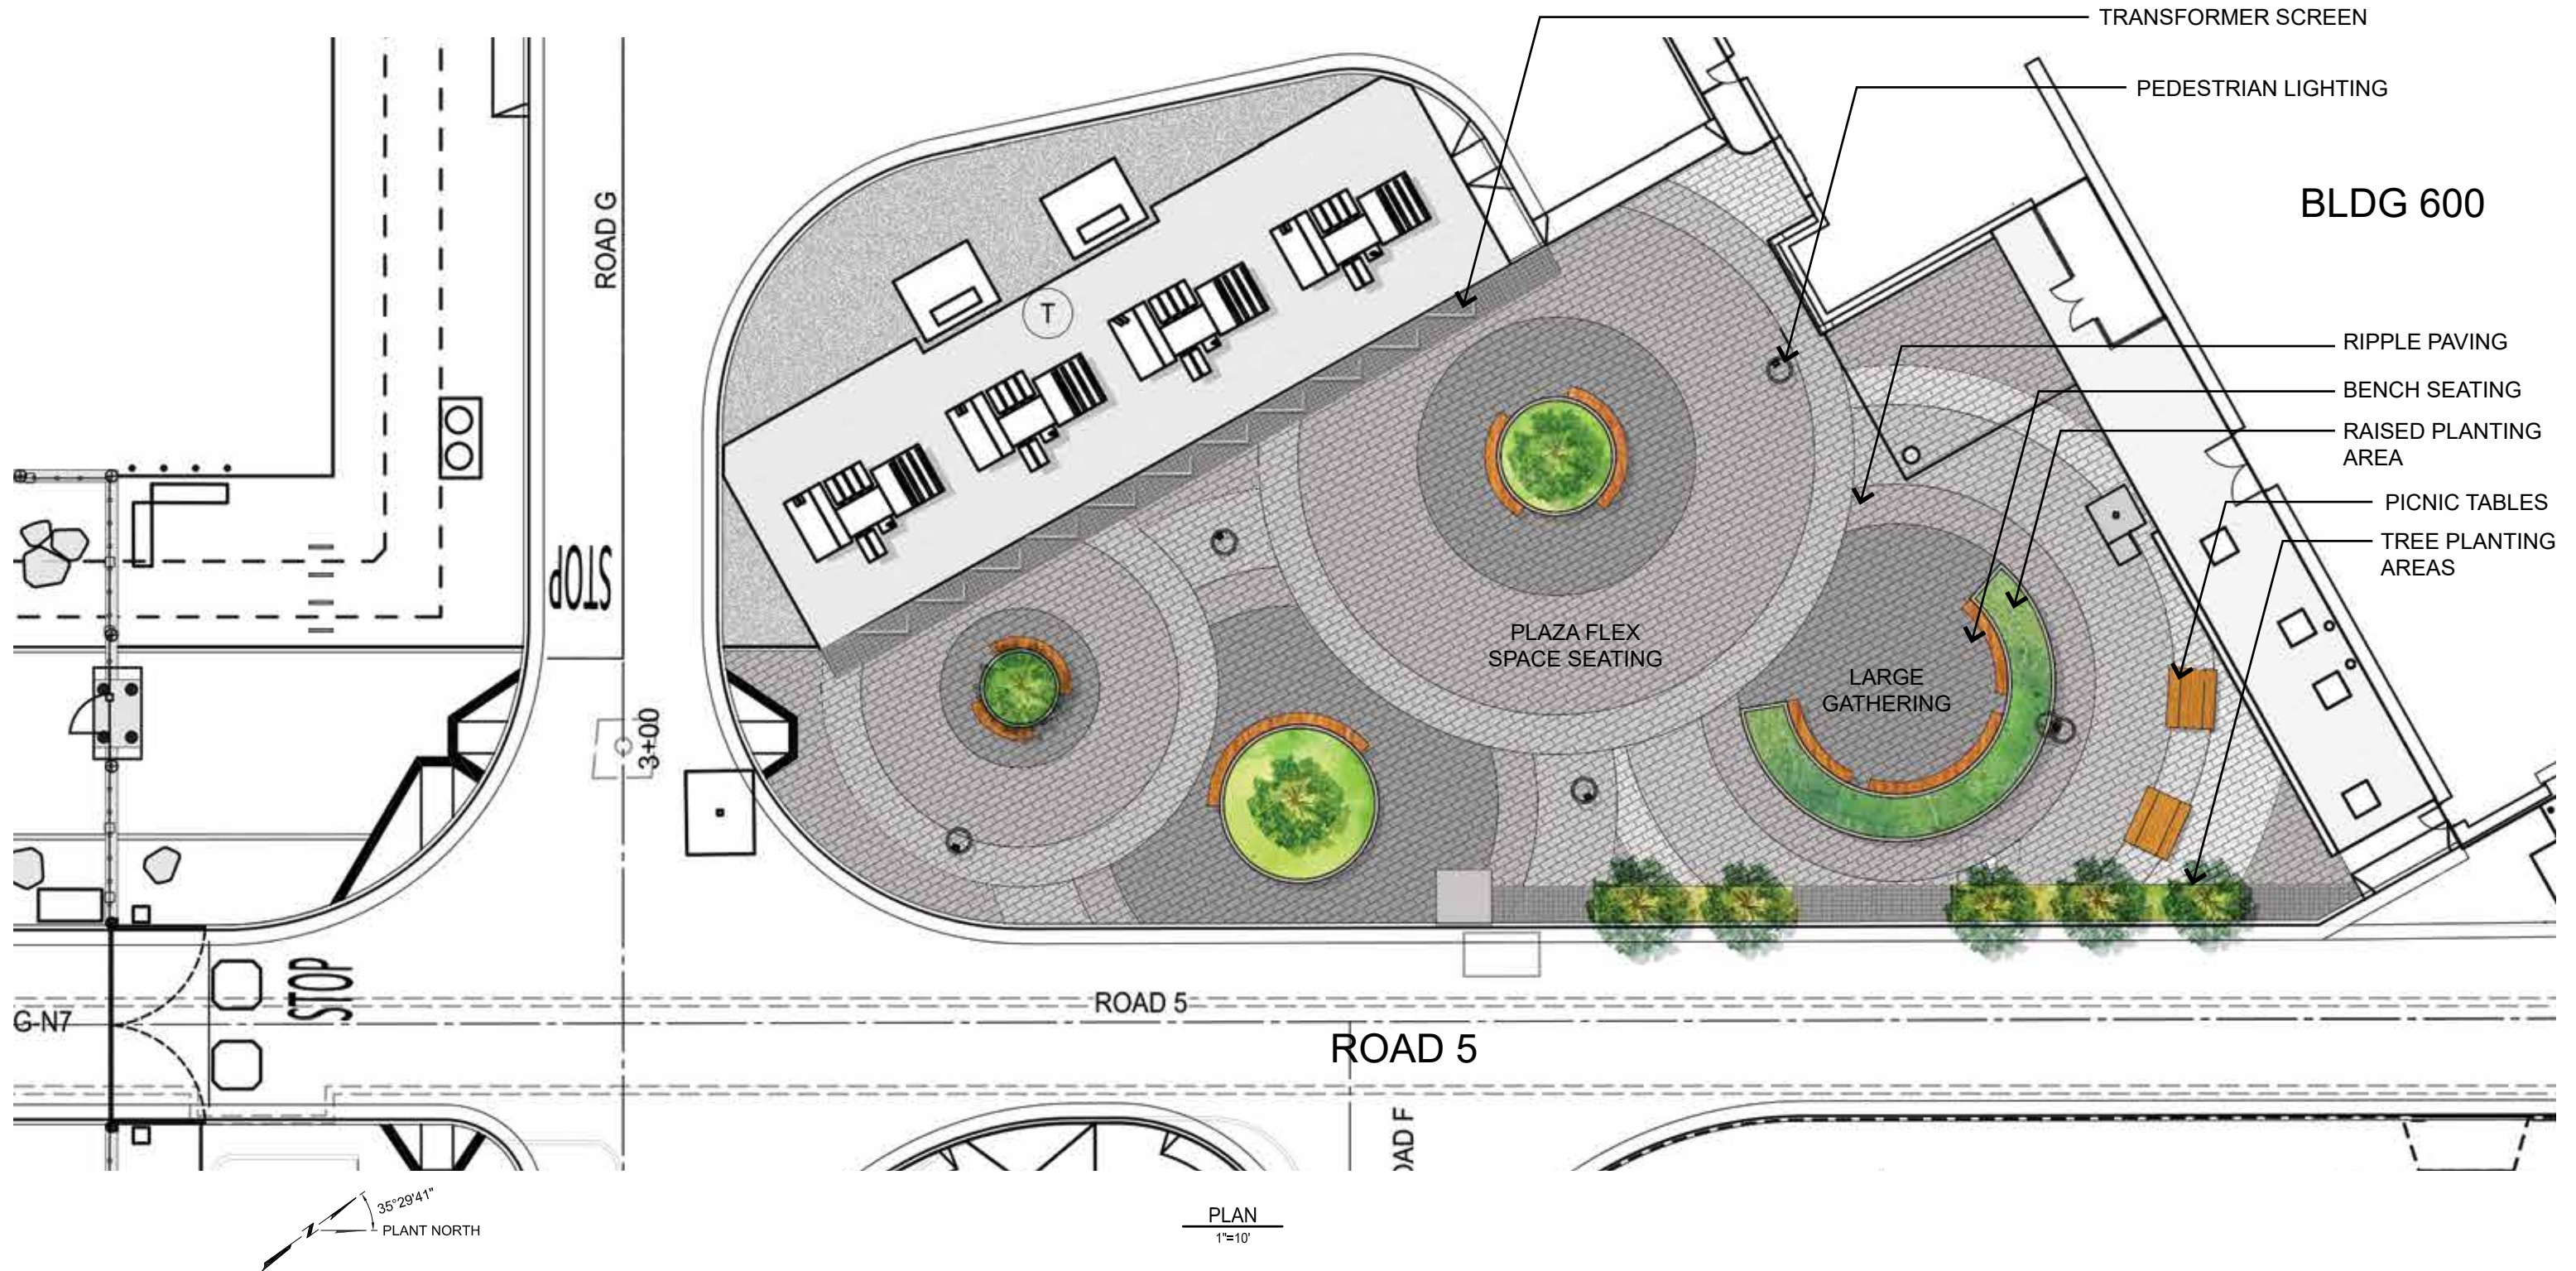 TRANSFORMER SCREEN
PEDESTRIAN LIGHTING
BLDG 600
ROAD G
T
RIPPLE PAVING
BENCH SEATING
RAISED PLANTING
AREA
PICNIC TABLES
TREE PLANTING
AREAS
STOP
PLAZA FLEX
SPACE SEATING
LARGE
GATHERING
3+00
STOP
G-N7
ROAD 5
ROAD 5
OAD F
35°29'41"
N
PLANT NORTH
PLAN
1"=10'